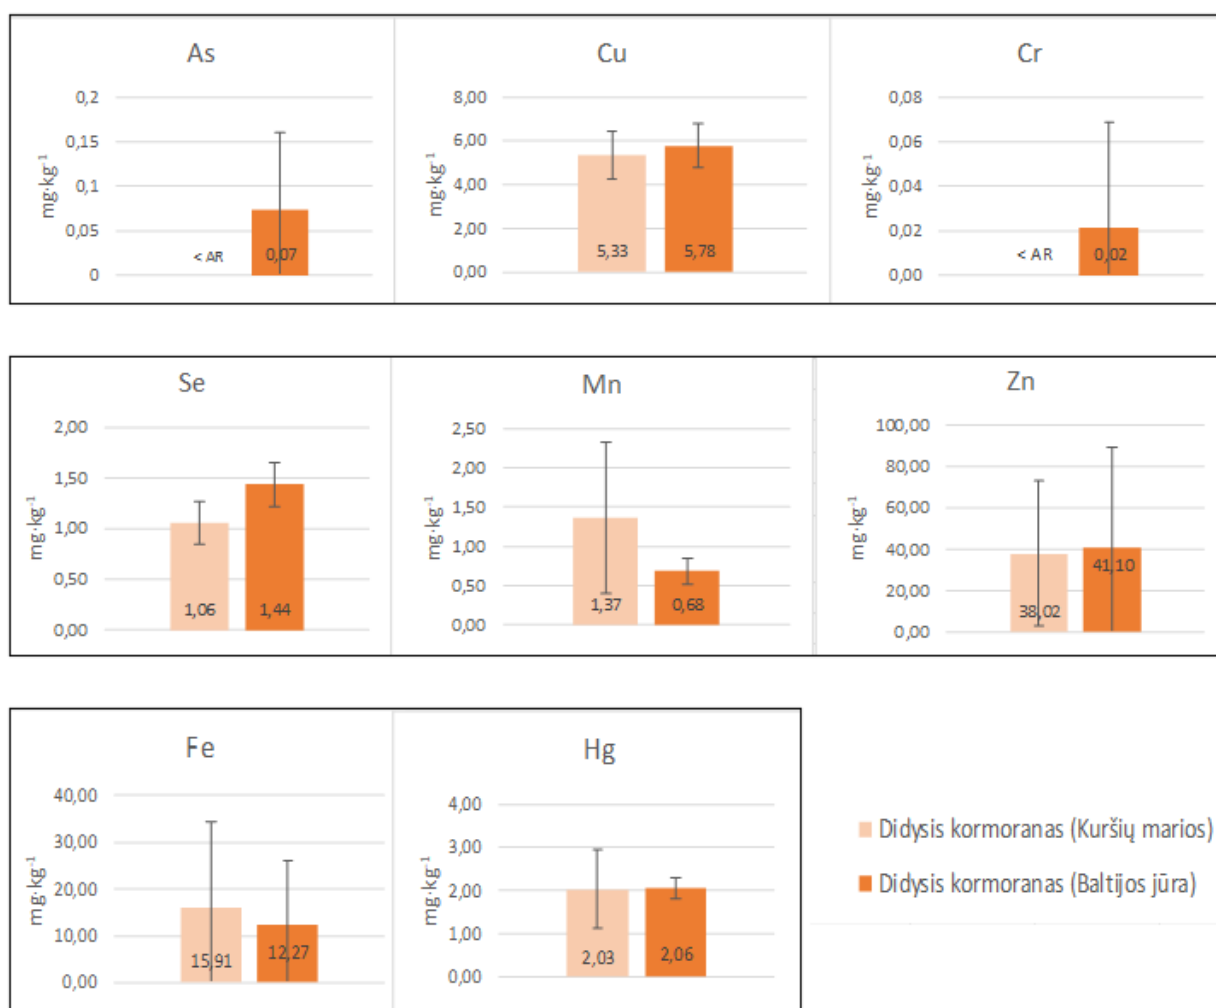 As
0,2
0,15
0,1
0,05
0
mg·kg⁻¹
< AR
0,07
Cu
8,00
6,00
4,00
2,00
0,00
mg·kg⁻¹
5,33
5,78
Cr
0,08
0,06
0,04
0,02
0,00
mg·kg⁻¹
< AR
0,02
Se
2,00
1,50
1,00
0,50
0,00
mg·kg⁻¹
1,06
1,44
Mn
2,50
2,00
1,50
1,00
0,50
0,00
mg·kg⁻¹
1,37
0,68
Zn
100,00
80,00
60,00
40,00
20,00
0,00
mg·kg⁻¹
38,02
41,10
Fe
40,00
30,00
20,00
10,00
0,00
mg·kg⁻¹
15,91
12,27
Hg
4,00
3,00
2,00
1,00
0,00
mg·kg⁻¹
2,03
2,06
Didysis kormoranas (Kuršių marios)
Didysis kormoranas (Baltijos jūra)